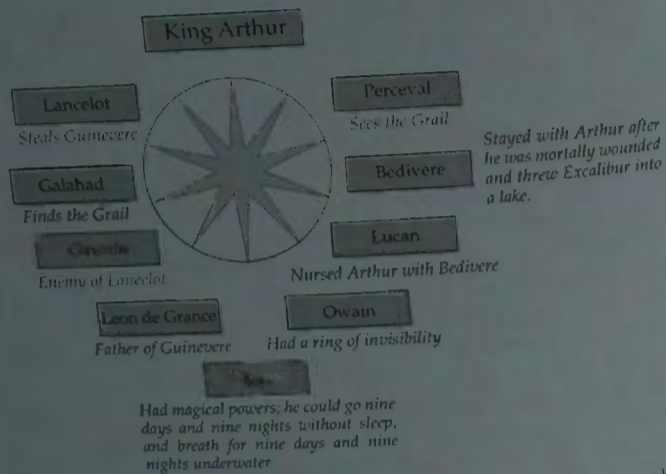 King Arthur
Lancelot
Steals Guinevere
Perceval
Sees the Grail
Galahad
Finds the Grail
Bedivere
Stayed with Arthur after
he was mortally wounded
and threw Excalibur into
a lake.
Enemy of Lancelot
Lucan
Nursed Arthur with Bedivere
Leon de Grance
Father of Guinevere
Owain
Had a ring of invisibility
Had magical powers; he could go nine
days and nine nights without sleep,
and breath for nine days and nine
nights underwater